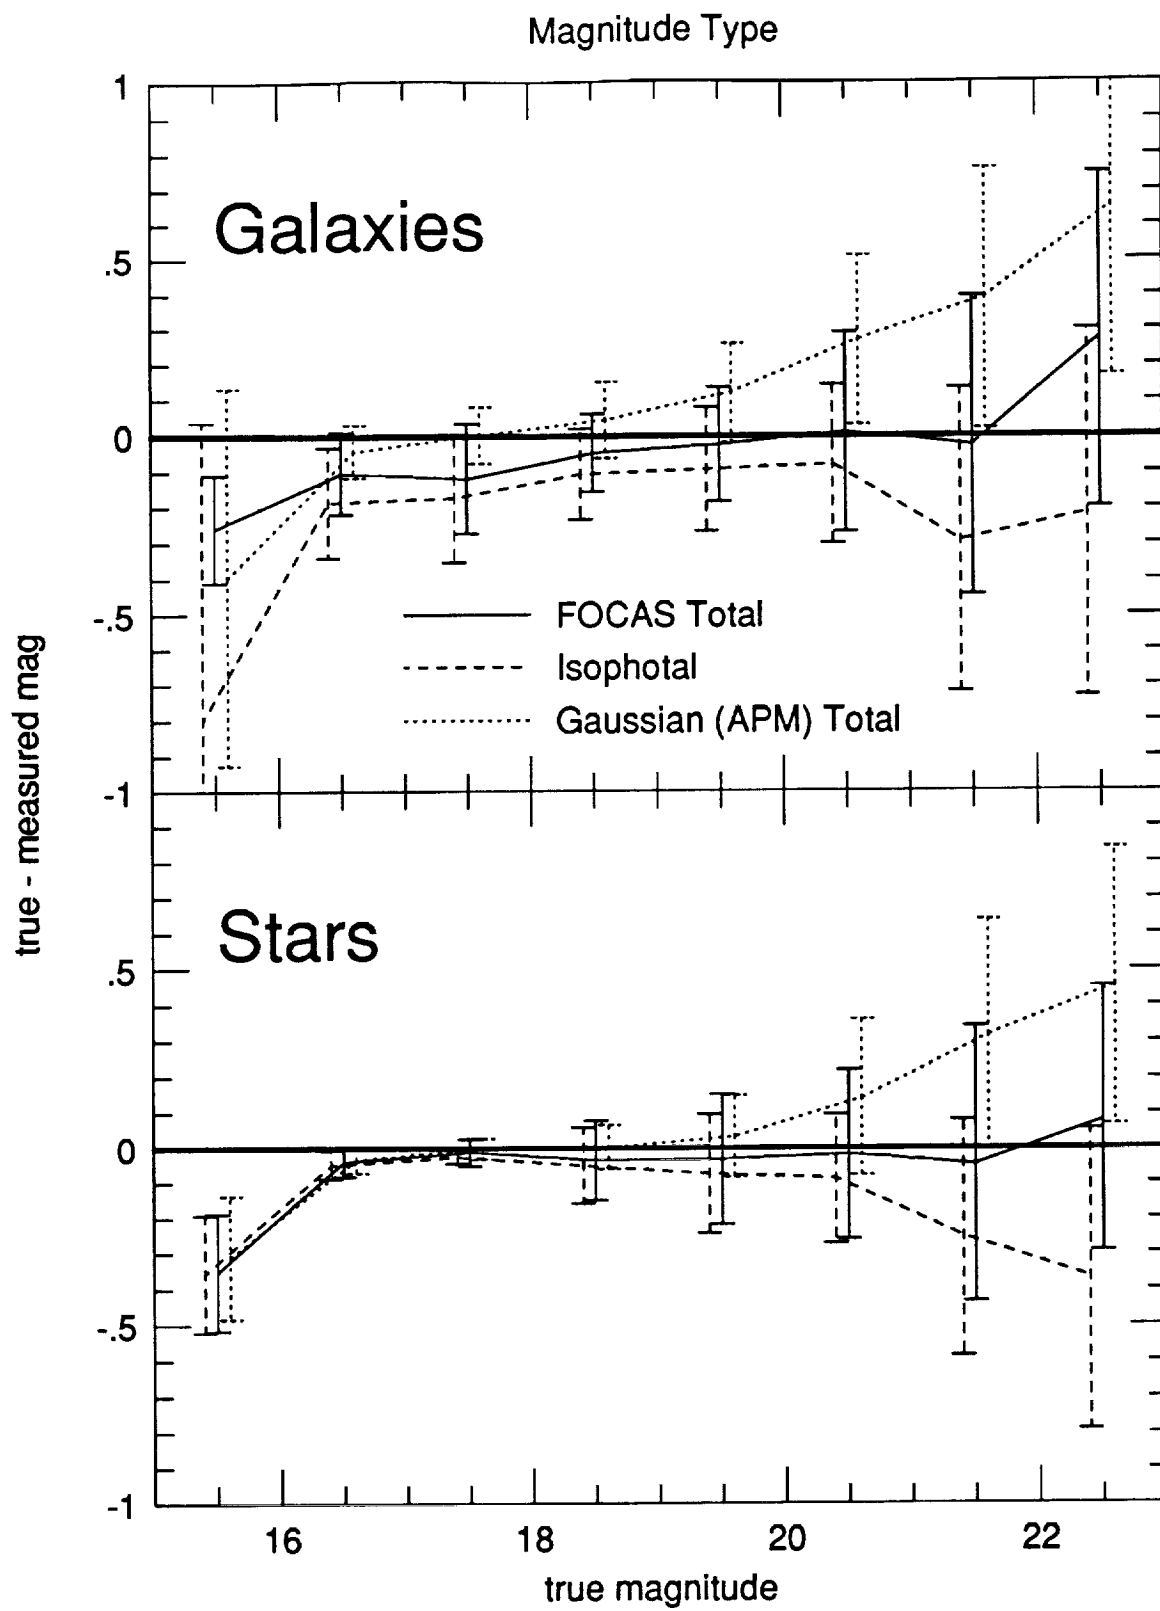 Magnitude Type
1
Galaxies
.5
0
-.5
FOCAS Total
Isophotal
Gaussian (APM) Total
-1
true - measured mag
Stars
.5
0
-.5
-1
16 18 20 22
true magnitude